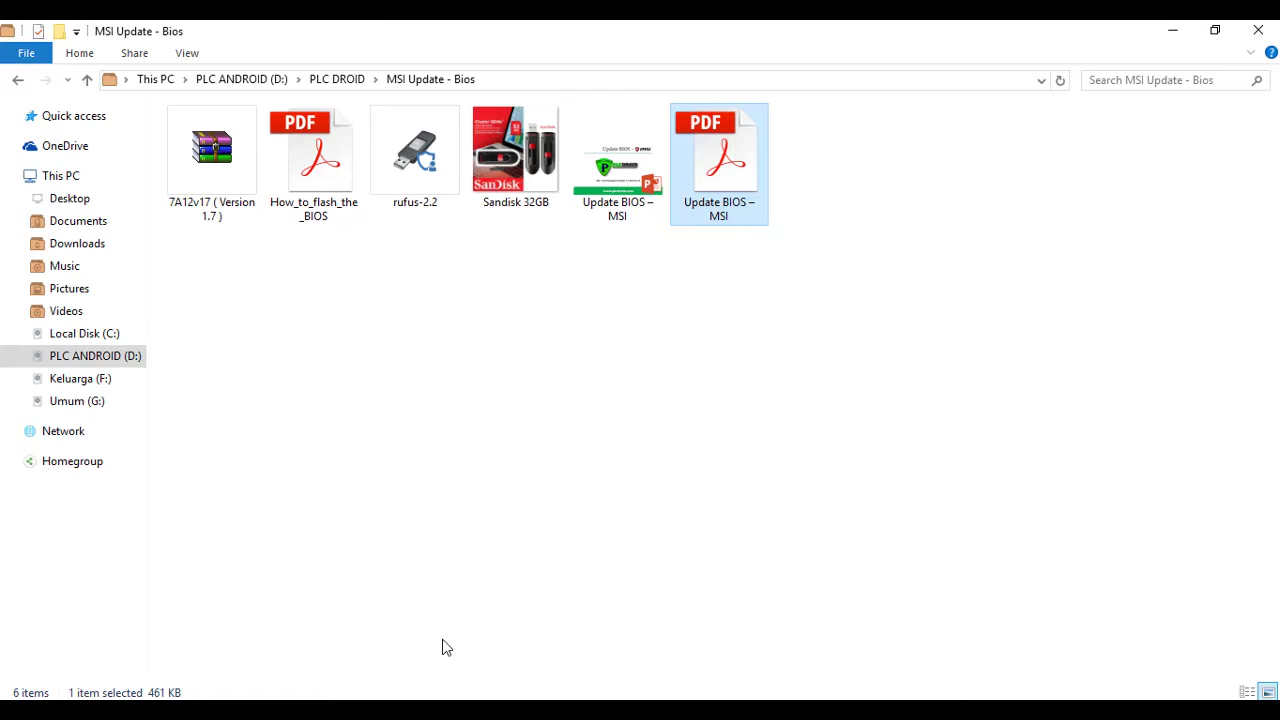 MSI Update - Bios
File Home Share View
This PC PLC ANDROID (D:) PLC DROID MSI Update - Bios
Search MSI Update - Bios
Quick access
OneDrive
This PC
Desktop
Documents
Downloads
Music
Pictures
Videos
Local Disk (C:)
PLC ANDROID (D:)
Keluarga (F:)
Umum (G:)
Network
Homegroup
7A12v17 ( Version
1.7 )
PDF
How_to_flash_the
_BIOS
rufus-2.2
SanDisk
Sandisk 32GB
Update BIOS – msi
Update BIOS –
MSI
PDF
Update BIOS –
MSI
6 items 1 item selected 461 KB